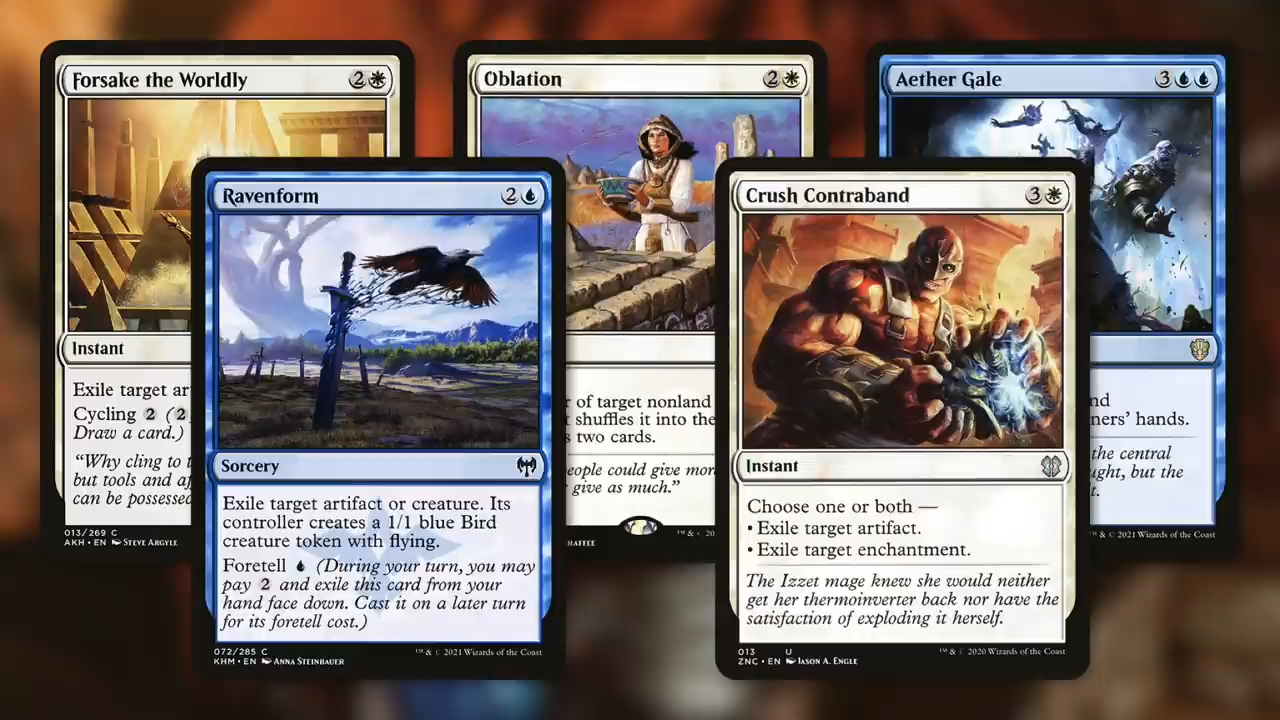 Forsake the Worldly 2
Instant
Exile target ar
Cycling 2 (2
Draw a card.)
“Why cling to t
but tools and af
can be possessed
013/269 C
AKH • EN Steve Argyle
Ravenform 2
Sorcery
Exile target artifact or creature. Its
controller creates a 1/1 blue Bird
creature token with flying.
Foretell (During your turn, you may
pay 2 and exile this card from your
hand face down. Cast it on a later turn
for its foretell cost.)
072/285 C
KHM • EN Anna Steinbauer
™ & © 2021 Wizards of the Coast
Oblation 2
r of target nonland
t shuffles it into the
s two cards.
eople could give mor
give as much.”
HATFEE
™ & © 20
Crush Contraband 3
Instant
Choose one or both —
• Exile target artifact.
• Exile target enchantment.
The Izzet mage knew she would neither
get her thermoinverter back nor have the
satisfaction of exploding it herself.
013 U
ZNC • EN Jason A. Engle
™ & © 2020 Wizards of the Coast
Aether Gale 3
nd
ners’ hands.
the central
ught, but the
t.
™ & © 2021 Wizards of the Coast